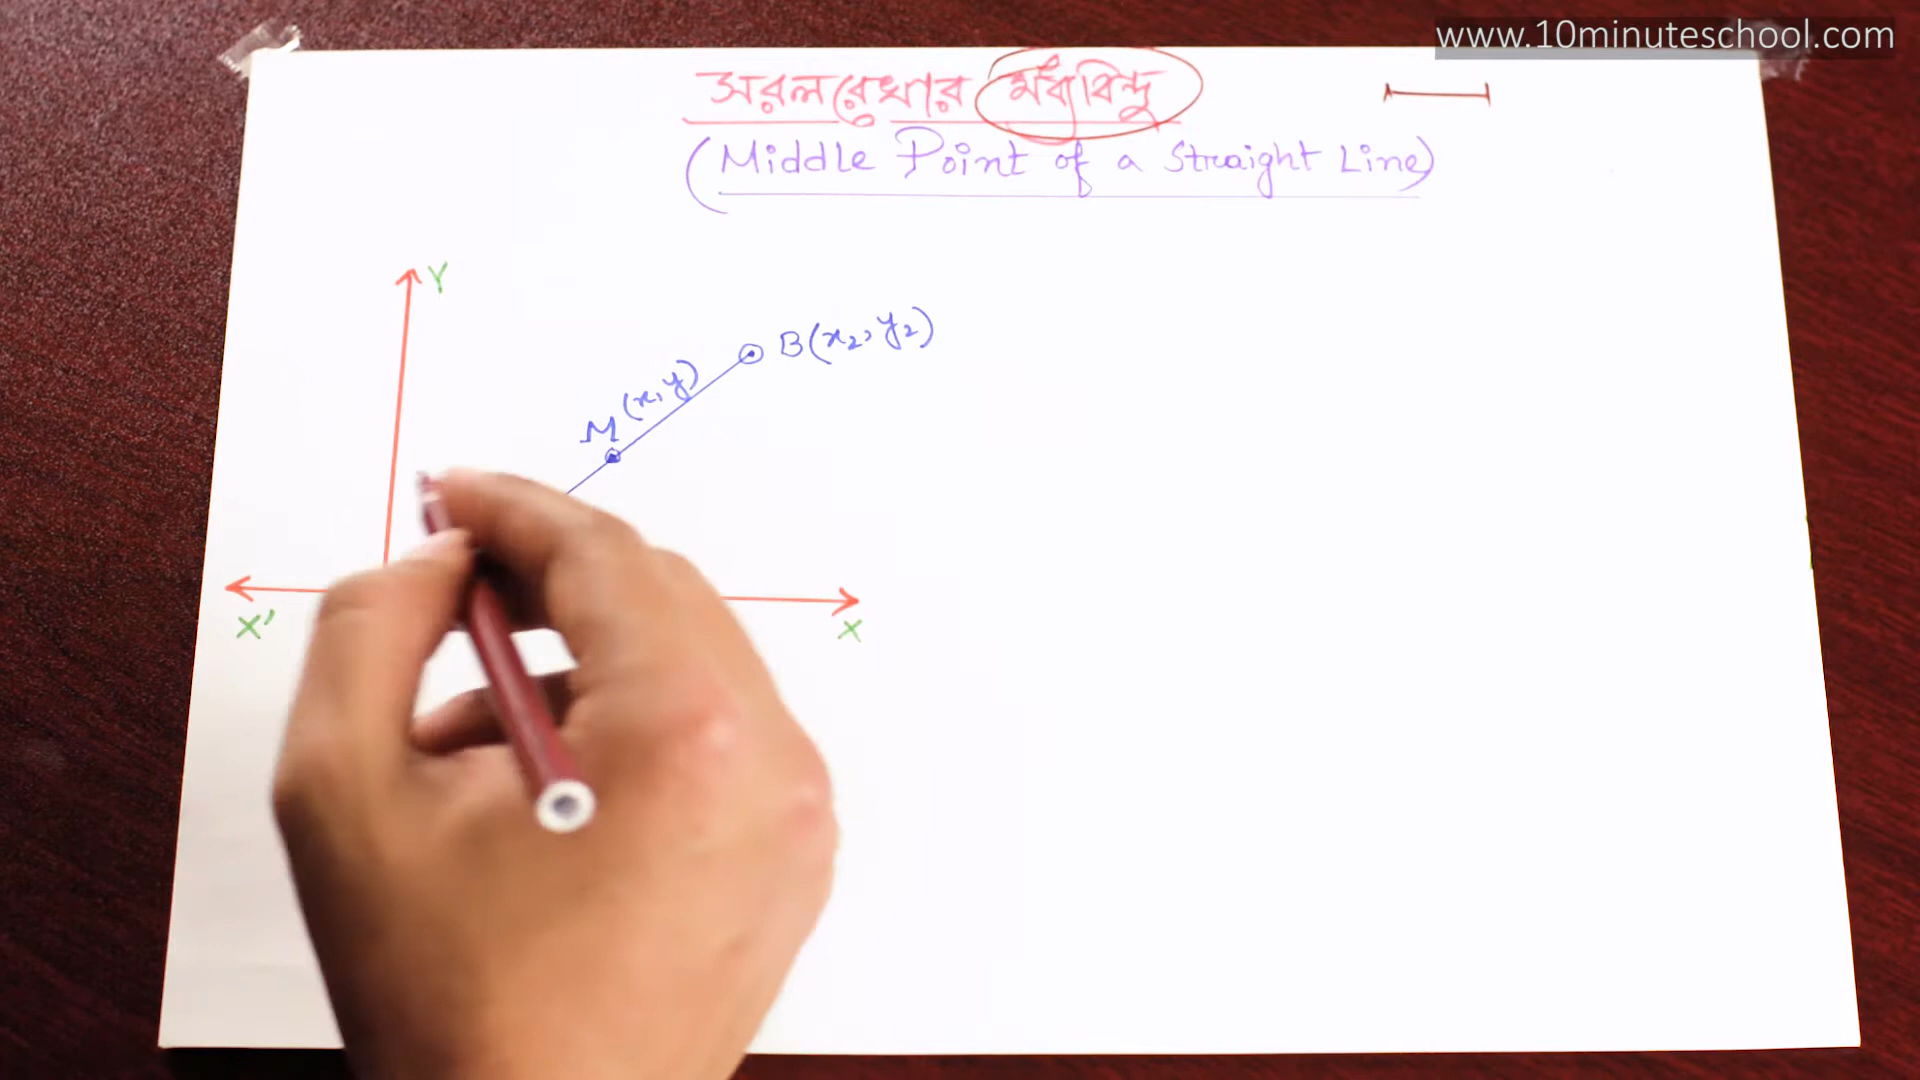 www.10minuteschool.com
সরলরেখার মধ্যবিন্দু
(Middle Point of a Straight Line)
Y
B(x₂, y₂)
M (x, y)
X'
X